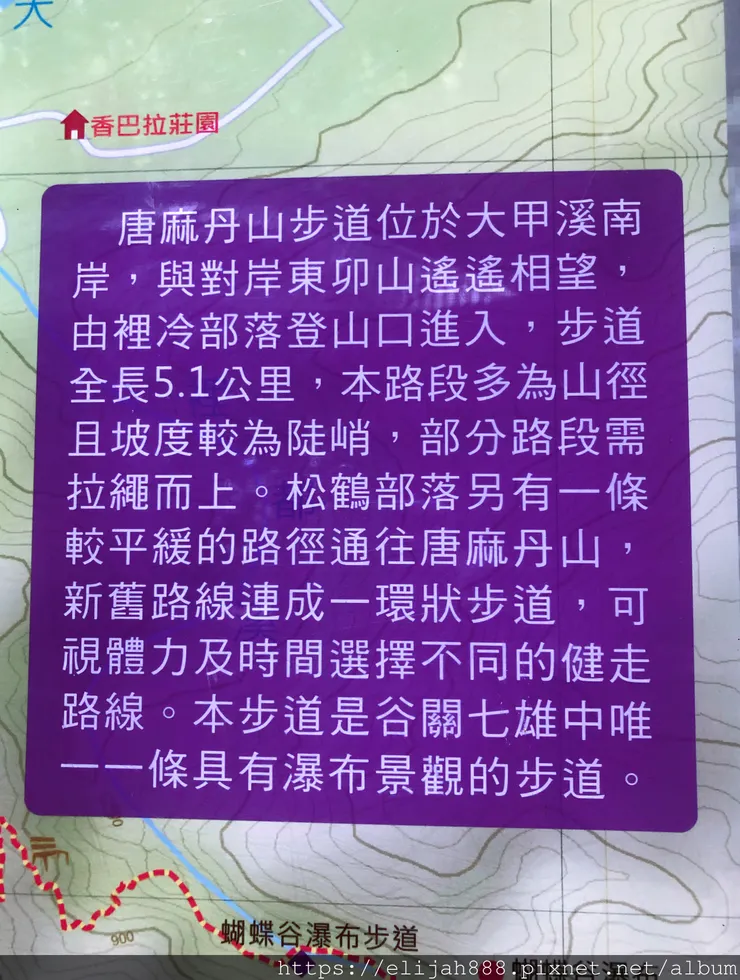 大
香巴拉莊園
唐麻丹山步道位於大甲溪南
岸，與對岸東卯山遙遙相望，
由裡冷部落登山口進入，步道
全長5.1公里，本路段多為山徑
且坡度較為陡峭，部分路段需
拉繩而上。松鶴部落另有一條
較平緩的路徑通往唐麻丹山，
新舊路線連成一環狀步道，可
視體力及時間選擇不同的健走
路線。本步道是谷關七雄中唯
一一條具有瀑布景觀的步道。
900
蝴蝶谷瀑布步道
蝴蝶谷瀑布
https://elijah888.pixnet.net/album